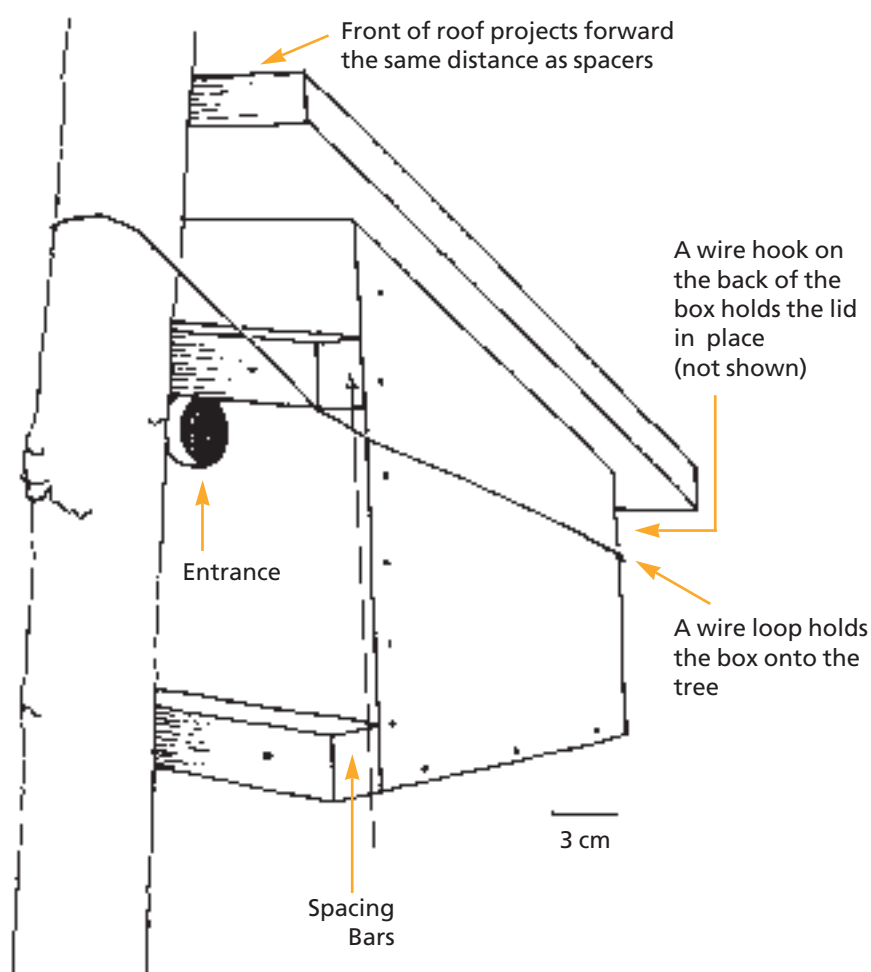 Front of roof projects forward
the same distance as spacers
A wire hook on
the back of the
box holds the lid
in place
(not shown)
Entrance
A wire loop holds
the box onto the
tree
3 cm
Spacing
Bars